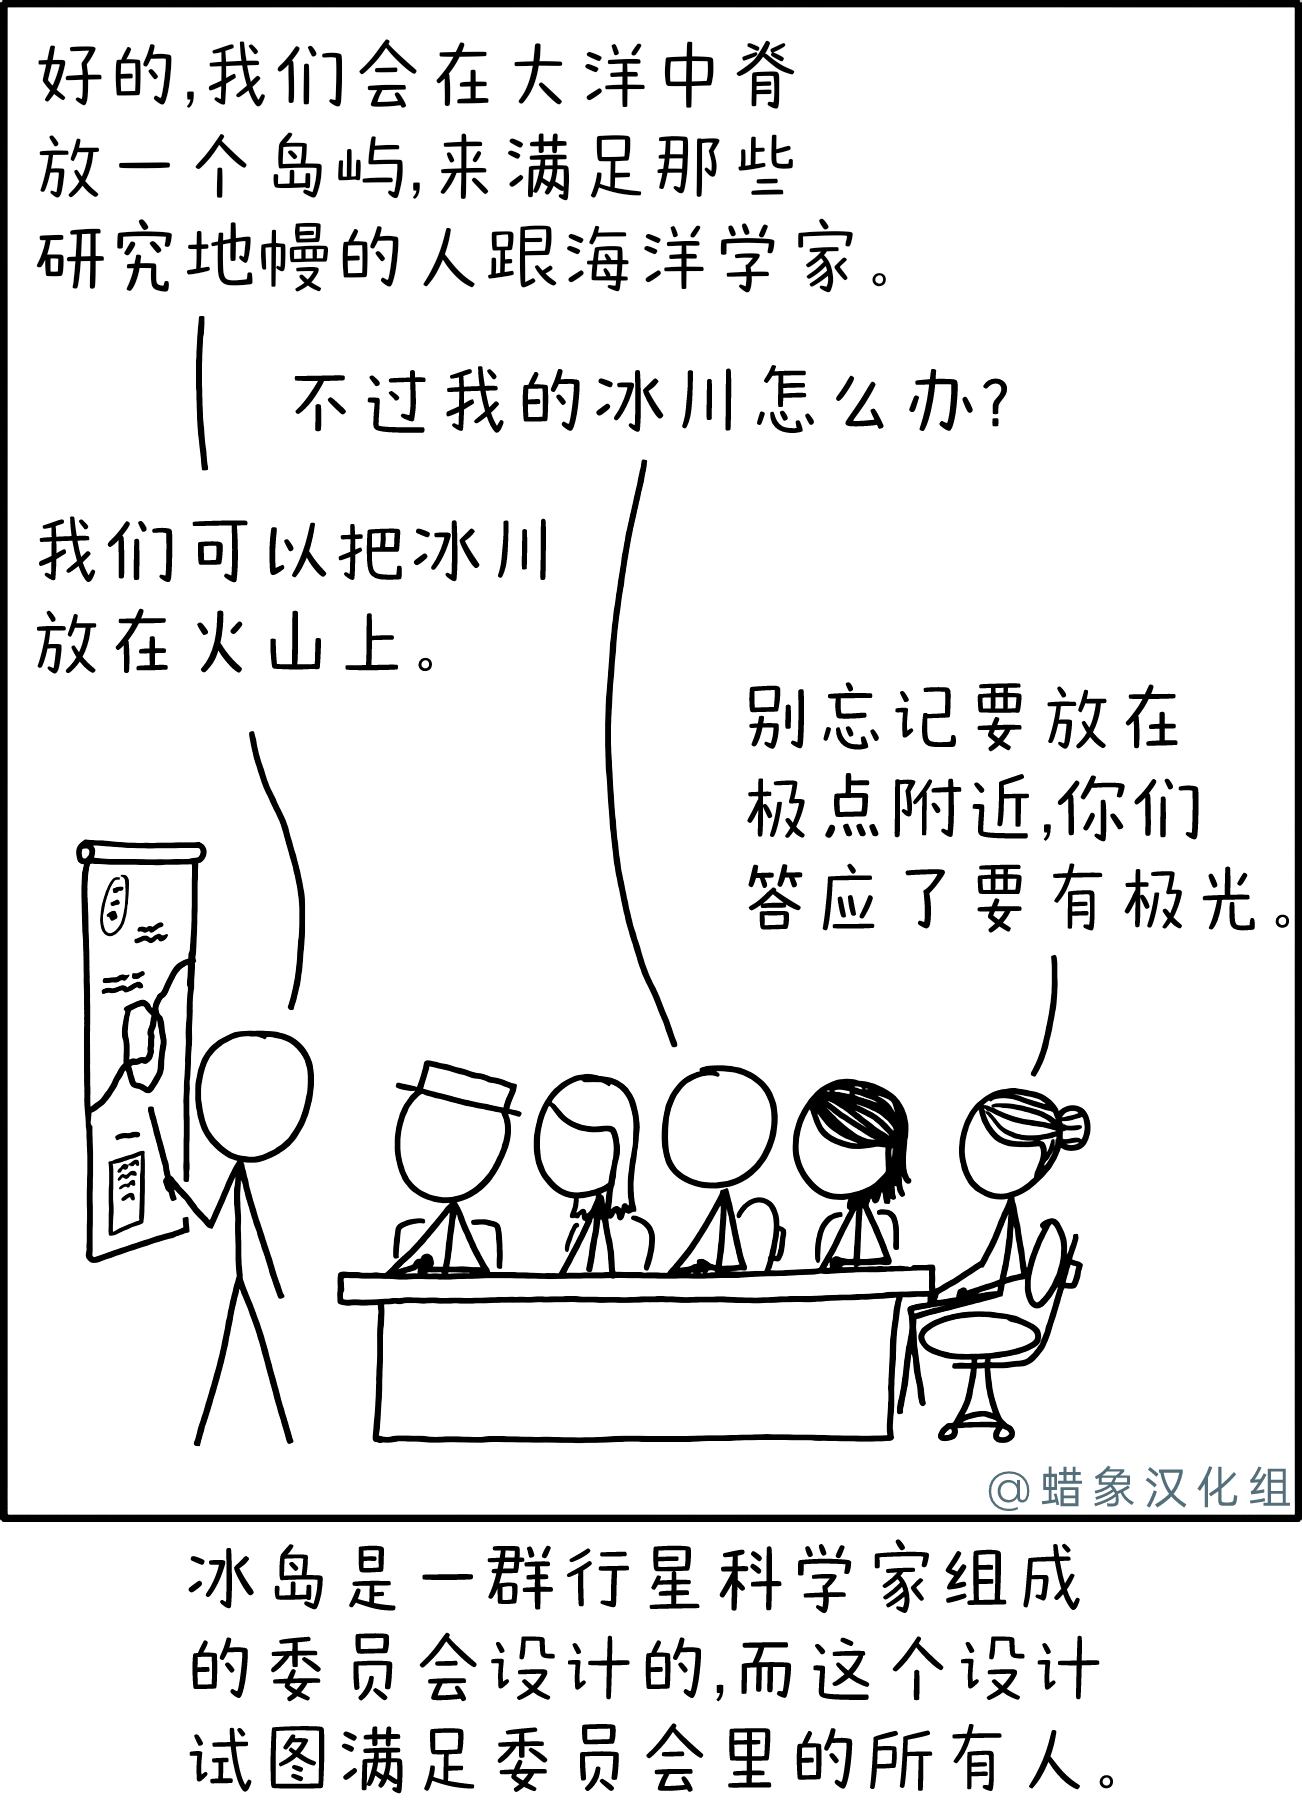 好的,我们会在大洋中脊
放一个岛屿,来满足那些
研究地幔的人跟海洋学家。
不过我的冰川怎么办?
我们可以把冰川
放在火山上。
别忘记要放在
极点附近,你们
答应了要有极光。
@蜡象汉化组
冰岛是一群行星科学家组成
的委员会设计的,而这个设计
试图满足委员会里的所有人。